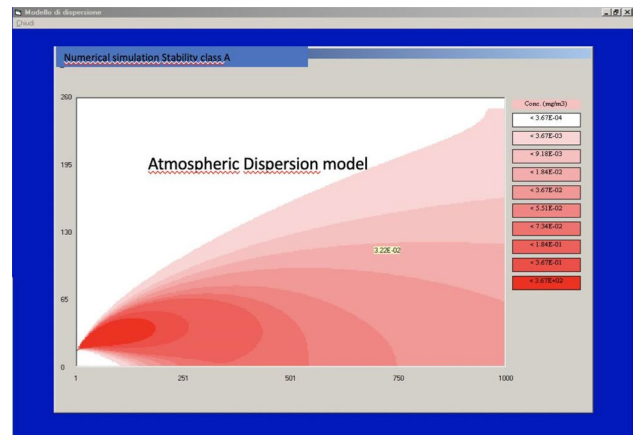 Modello di dispersione
Chiudi
Numerical simulation Stability class A
260
195
130
65
0
Atmospheric Dispersion model
3.22E-02
1
251
501
750
1000
Conc. (mg/m3)
< 3.67E-04
< 3.67E-03
< 9.18E-03
< 1.84E-02
< 3.67E-02
< 5.51E-02
< 7.34E-02
< 1.84E-01
< 3.67E-01
< 3.67E+02